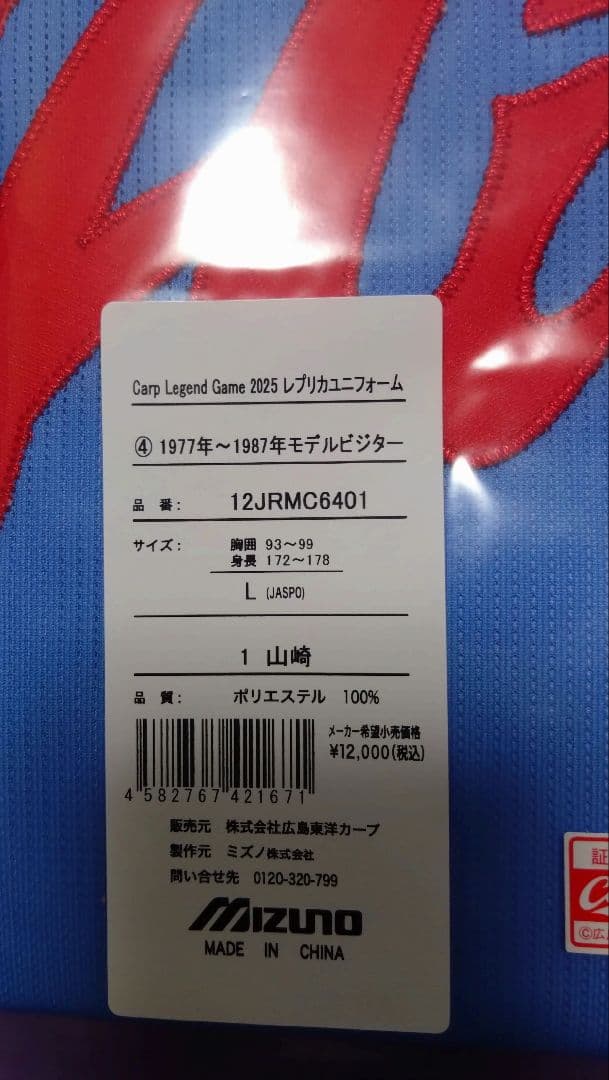 Carp Legend Game 2025 レプリカユニフォーム
④ 1977年～1987年モデルビジター
品 番: 12JRMC6401
サイズ: 胸囲 93～99
身長 172～178
L (JASPO)
1 山崎
品 質: ポリエステル 100%
メーカー希望小売価格
¥12,000(税込)
4 582767 421671
販売元 株式会社広島東洋カープ
製作元 ミズノ株式会社
問い合せ先 0120-320-799
MIZUNO
MADE IN CHINA
証
©広